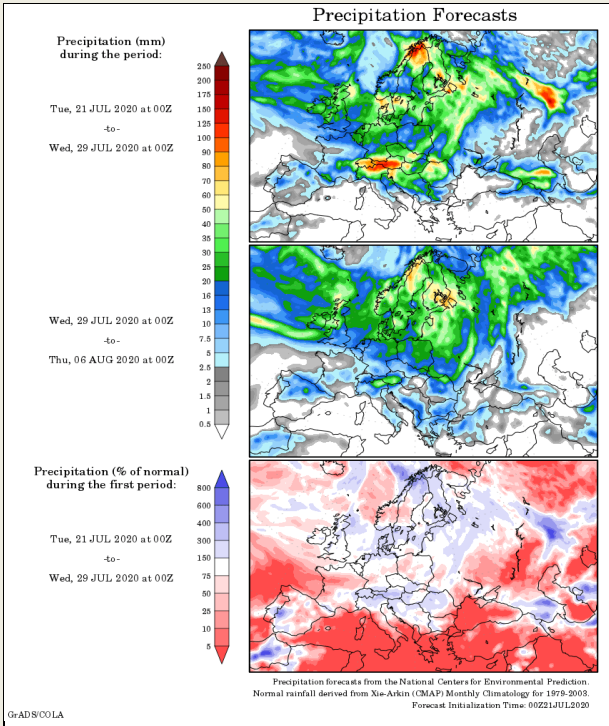 Precipitation Forecasts
Precipitation (mm)
during the period:
Tue, 21 JUL 2020 at 00Z
-to-
Wed, 29 JUL 2020 at 00Z
250
200
175
150
125
100
90
80
70
60
50
40
35
30
25
20
16
13
10
7.5
5
2.5
2
1.5
1
0.5
Wed, 29 JUL 2020 at 00Z
-to-
Thu, 06 AUG 2020 at 00Z
Precipitation (% of normal)
during the first period:
800
600
400
300
150
75
50
25
10
5
Tue, 21 JUL 2020 at 00Z
-to-
Wed, 29 JUL 2020 at 00Z
Precipitation forecasts from the National Centers for Environmental Prediction.
Normal rainfall derived from Xie-Arkin (CMAP) Monthly Climatology for 1979-2003.
Forecast Initialization Time: 00Z21JUL2020
GrADS/COLA